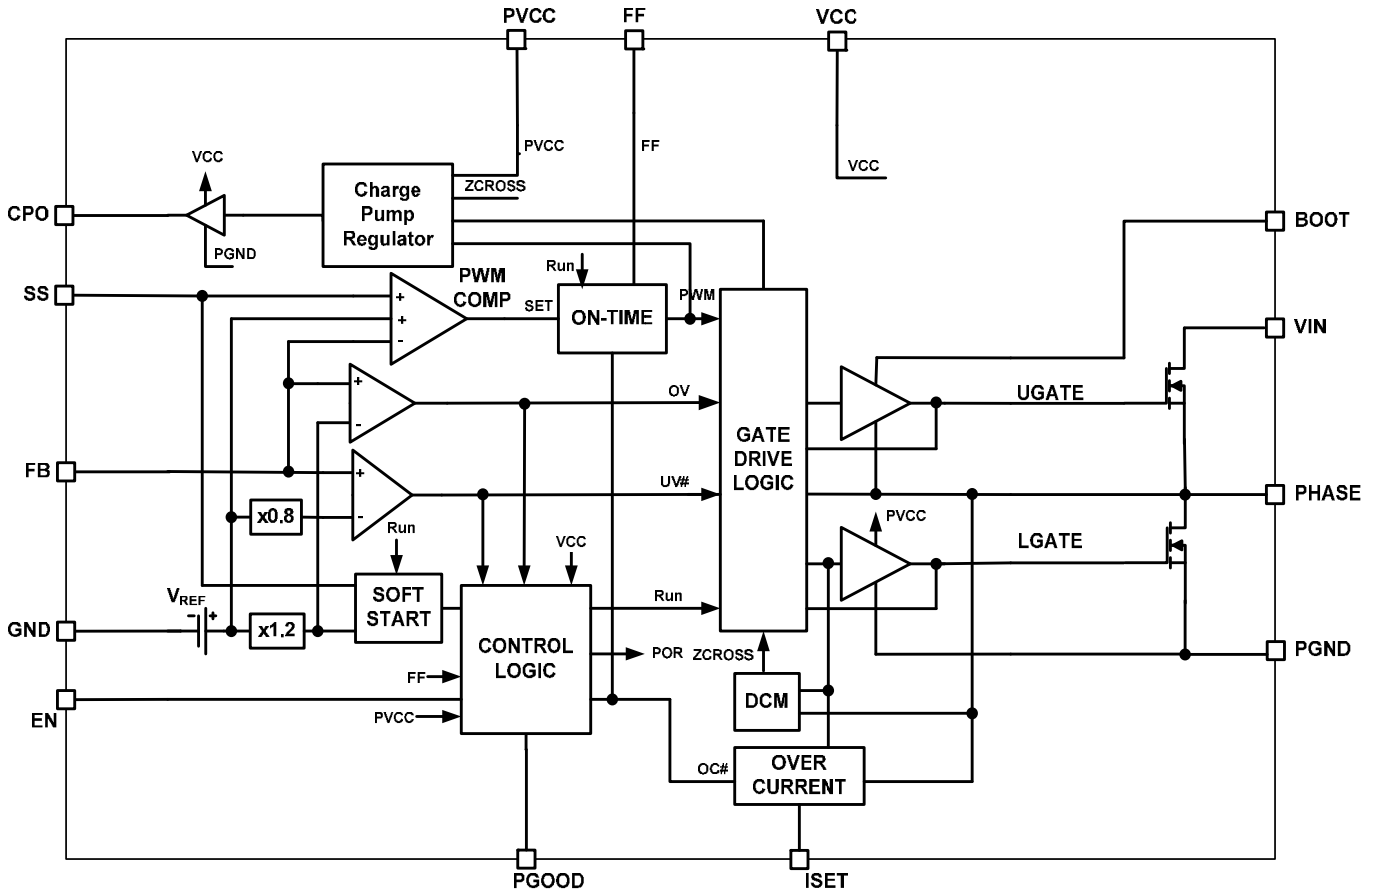 PVCC
FF
VCC
PVCC
FF
VCC
VCC
Charge
Pump
Regulator
ZCROSS
CPO
PGND
BOOT
SS
+
+
-
PWM
COMP
SET
Run
ON-TIME
PWM
VIN
+
-
OV
UGATE
GATE
DRIVE
LOGIC
FB
+
-
x0.8
UV#
PHASE
PVCC
Run
VCC
LGATE
VREF
- +
SOFT
START
Run
GND
x1.2
CONTROL
LOGIC
POR
ZCROSS
PGND
FF
EN
PVCC
DCM
OC#
OVER
CURRENT
PGOOD
ISET